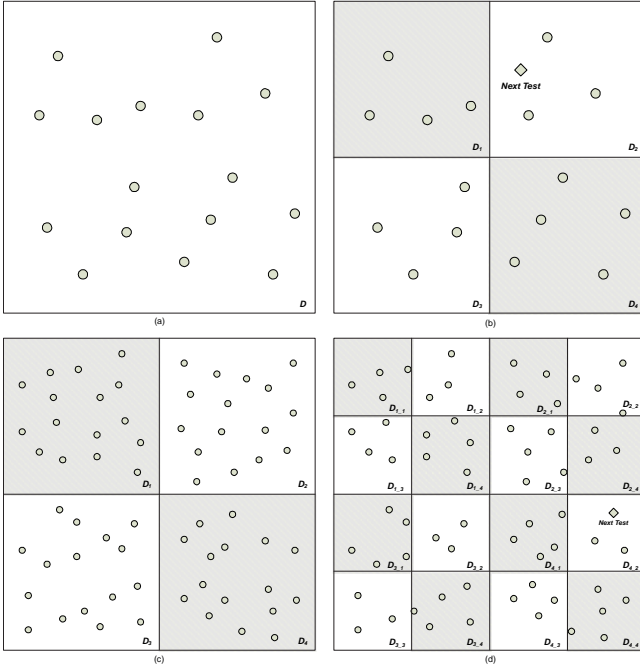 Next Test
D1
D2
D
D3
D4
(a)
(b)
D1_1
D1_2
D2_1
D2_2
D1
D2
D1_3
D1_4
D2_3
D2_4
Next Test
D3_1
D3_2
D4_1
D4_2
D3
D4
D3_3
D3_4
D4_3
D4_4
(c)
(d)